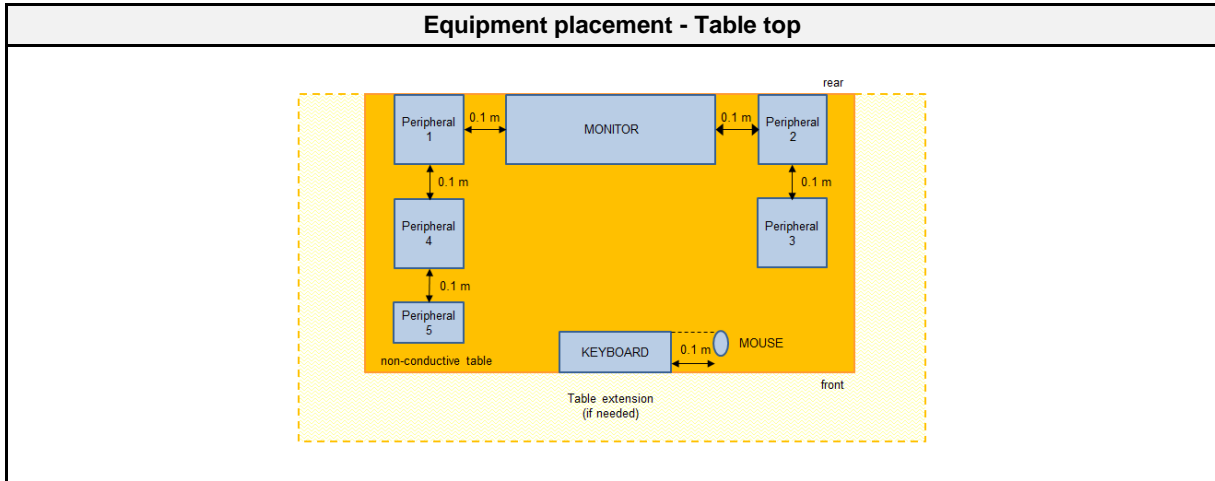 Equipment placement - Table top
rear
Peripheral
1
0.1 m
MONITOR
0.1 m
Peripheral
2
0.1 m
0.1 m
Peripheral
4
Peripheral
3
0.1 m
Peripheral
5
KEYBOARD
0.1 m
MOUSE
non-conductive table
front
Table extension
(if needed)